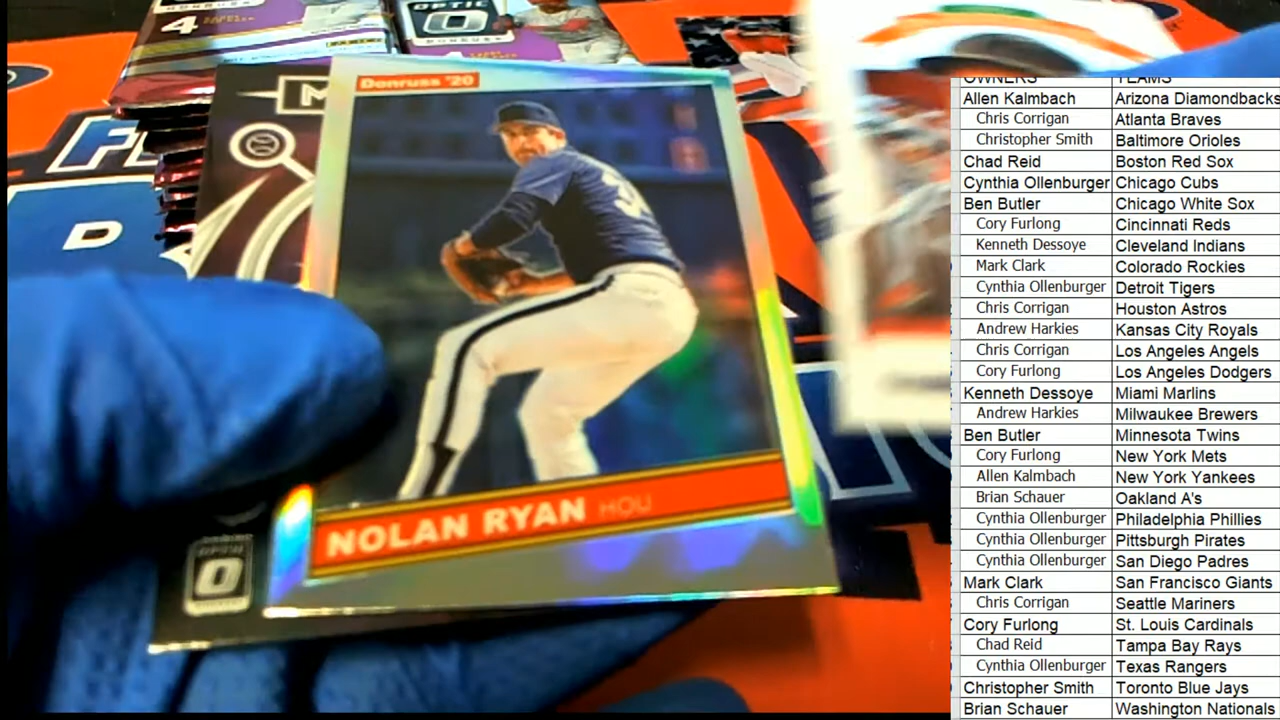 4
OPTIC
DONRUSS
Donruss '20
M
FL
D
3
NOLAN RYAN HOU
OPTIC
OWNERS TEAMS
Allen Kalmbach Arizona Diamondbacks
Chris Corrigan Atlanta Braves
Christopher Smith Baltimore Orioles
Chad Reid Boston Red Sox
Cynthia Ollenburger Chicago Cubs
Ben Butler Chicago White Sox
Cory Furlong Cincinnati Reds
Kenneth Dessoye Cleveland Indians
Mark Clark Colorado Rockies
Cynthia Ollenburger Detroit Tigers
Chris Corrigan Houston Astros
Andrew Harkies Kansas City Royals
Chris Corrigan Los Angeles Angels
Cory Furlong Los Angeles Dodgers
Kenneth Dessoye Miami Marlins
Andrew Harkies Milwaukee Brewers
Ben Butler Minnesota Twins
Cory Furlong New York Mets
Allen Kalmbach New York Yankees
Brian Schauer Oakland A's
Cynthia Ollenburger Philadelphia Phillies
Cynthia Ollenburger Pittsburgh Pirates
Cynthia Ollenburger San Diego Padres
Mark Clark San Francisco Giants
Chris Corrigan Seattle Mariners
Cory Furlong St. Louis Cardinals
Chad Reid Tampa Bay Rays
Cynthia Ollenburger Texas Rangers
Christopher Smith Toronto Blue Jays
Brian Schauer Washington Nationals